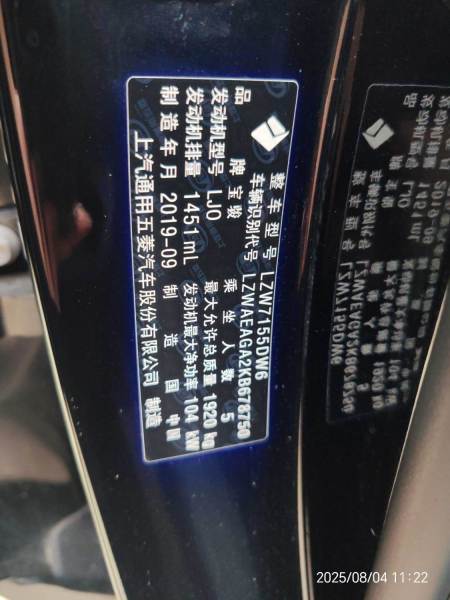 整车型号 LZW7155DW6
车辆识别代号 LZWAEAGA2KB678750
品牌 宝骏 乘坐人数 5
发动机型号 LJO 最大允许总质量 1920 kg
发动机排量 1451 mL 发动机最大净功率 104 kW
制造年月 2019-09 制造国 中国
上汽通用五菱汽车股份有限公司 制造
2025/08/04 11:22